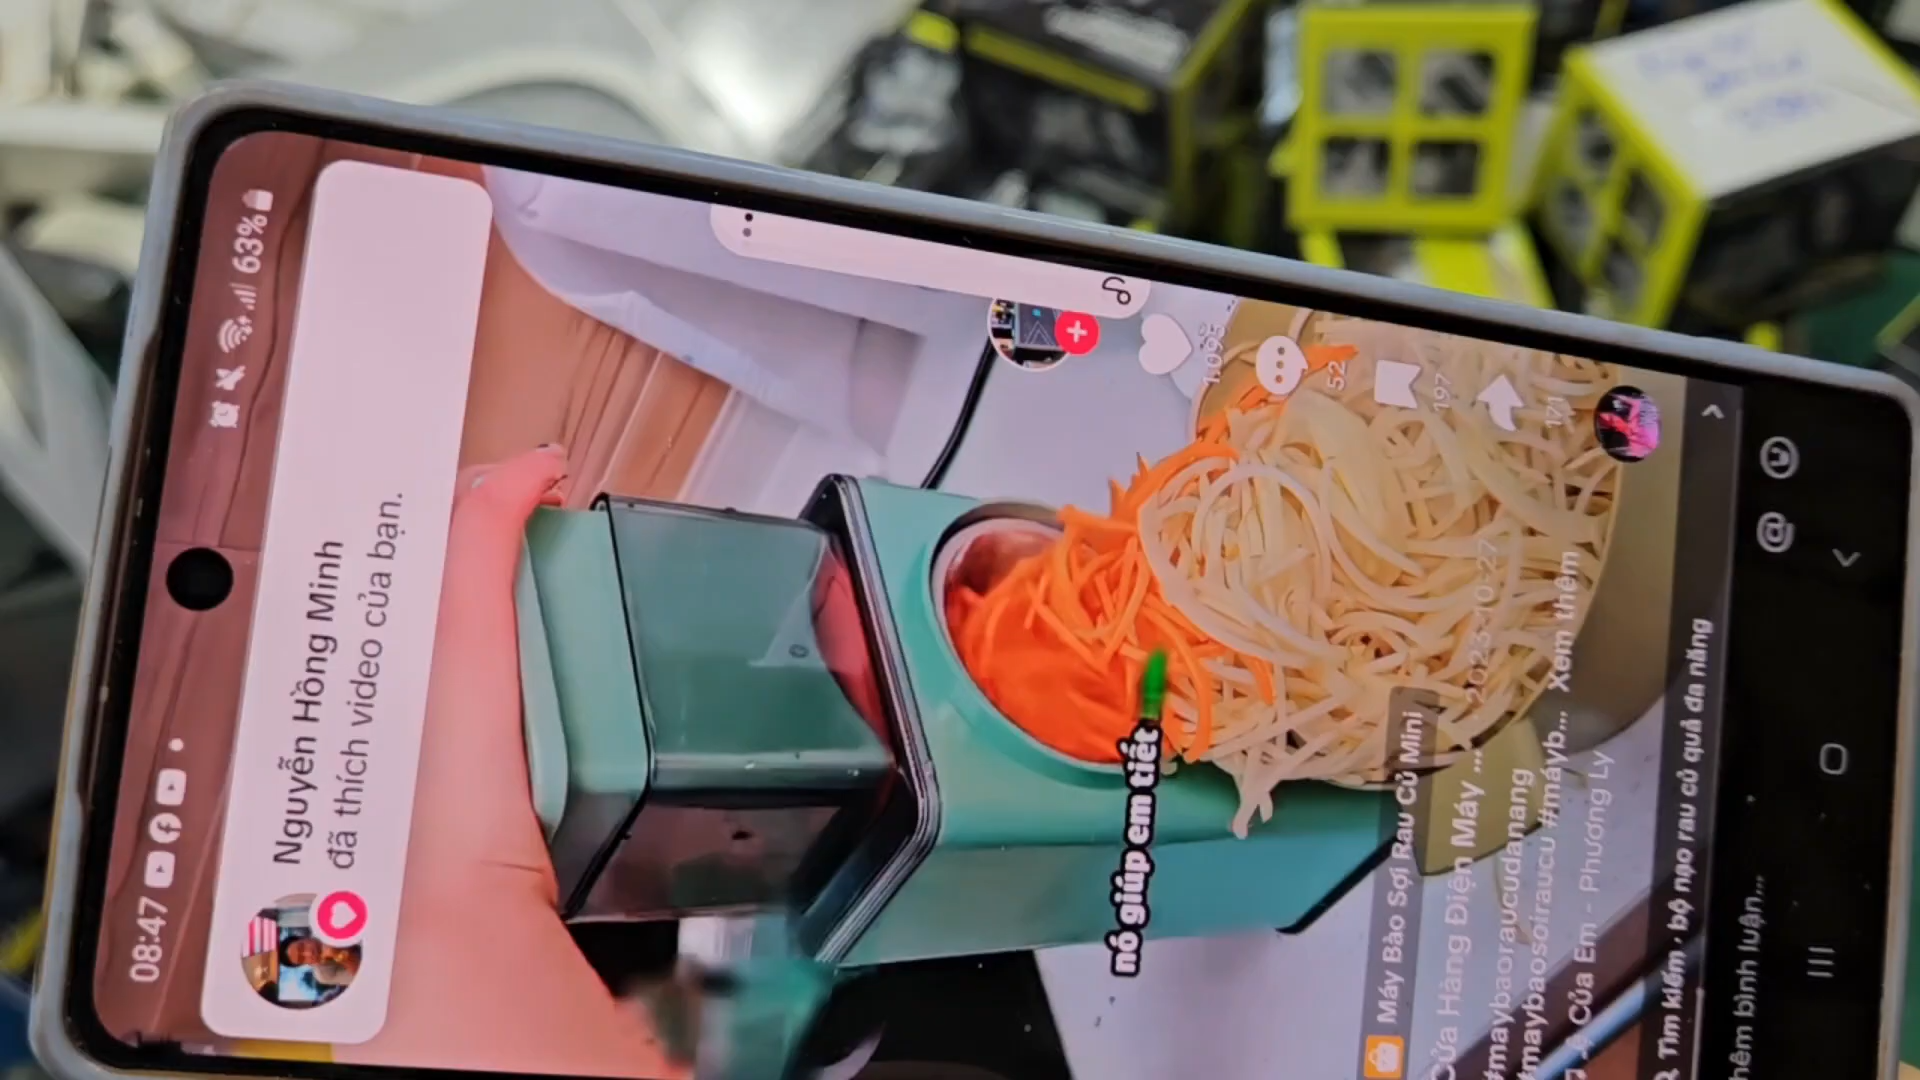 08:47
63%
Nguyễn Hồng Minh
đã thích video của bạn.
1.095
52
197
171
nó giúp em tiết
Máy Bào Sợi Rau Củ Mini
Cửa Hàng Điện Máy ... · 2023-10-27
#maybaoraucudanang
#maybaosoiraucu #máyb... Xem thêm
Của Em - Phương Ly
Tìm kiếm · bộ nạo rau củ quả đa năng
hêm bình luận...
@